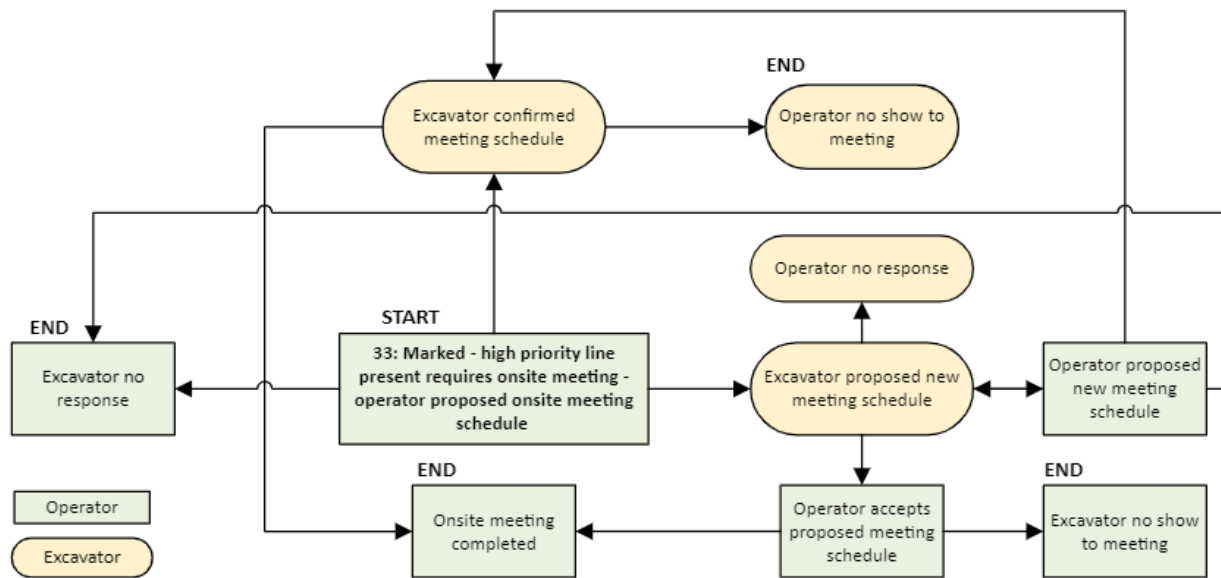 END
Excavator confirmed
meeting schedule
Operator no show to
meeting
Operator no response
START
END
33: Marked - high priority line
present requires onsite meeting -
operator proposed onsite meeting
schedule
Excavator no
response
Excavator proposed new
meeting schedule
Operator proposed
new meeting
schedule
END
END
Operator
Onsite meeting
completed
Operator accepts
proposed meeting
schedule
Excavator no show
to meeting
Excavator